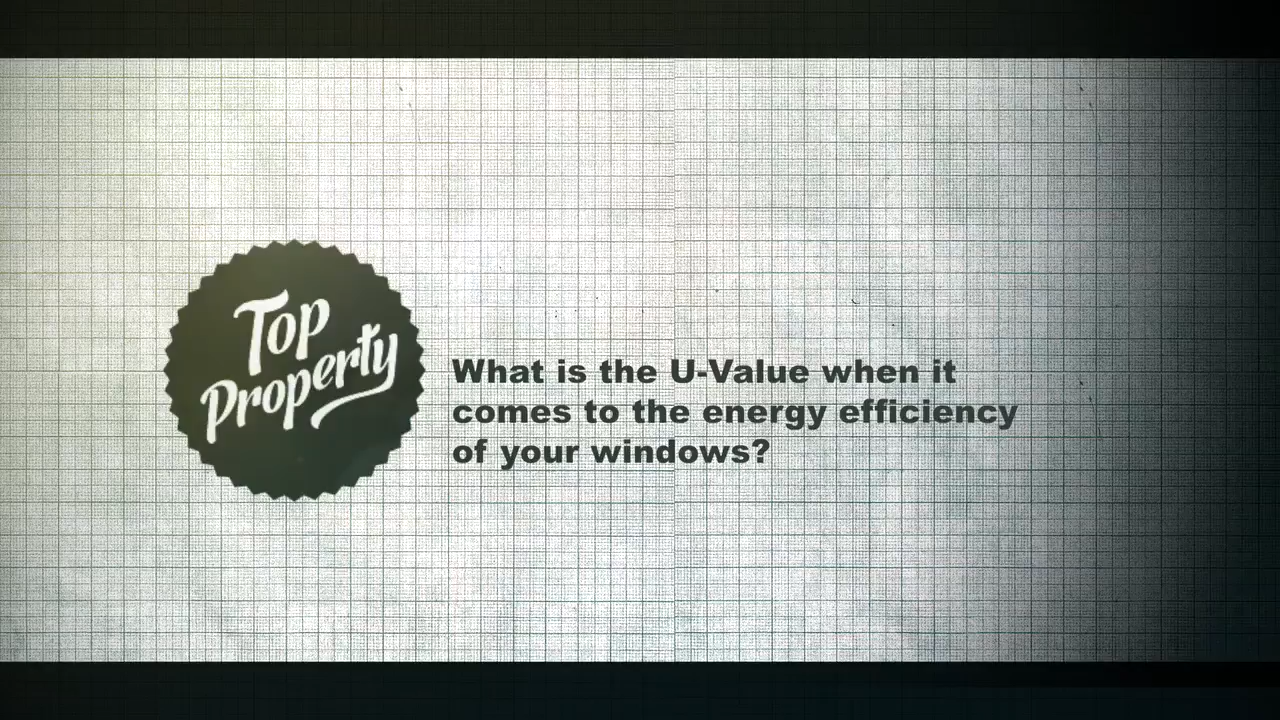 Top
Property
What is the U-Value when it
comes to the energy efficiency
of your windows?